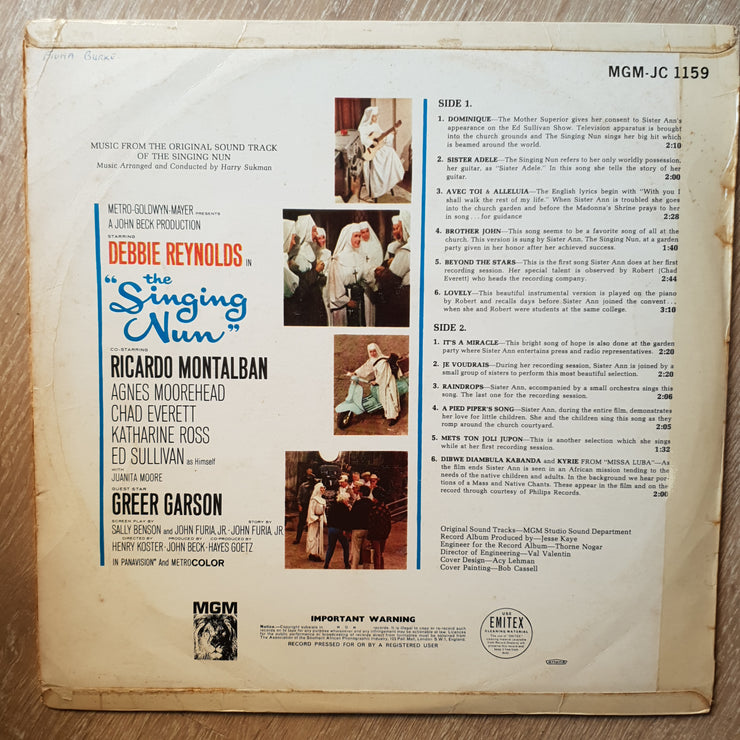 Fiona Burke
MGM-JC 1159
MUSIC FROM THE ORIGINAL SOUND TRACK
OF THE SINGING NUN
Music Arranged and Conducted by Harry Sukman
METRO-GOLDWYN-MAYER PRESENTS
A JOHN BECK PRODUCTION
STARRING
DEBBIE REYNOLDS IN
"the
Singing
Nun"
CO-STARRING
RICARDO MONTALBAN
AGNES MOOREHEAD
CHAD EVERETT
KATHARINE ROSS
ED SULLIVAN as Himself
WITH
JUANITA MOORE
GUEST STAR
GREER GARSON
SCREEN PLAY BY STORY BY
SALLY BENSON and JOHN FURIA, JR. · JOHN FURIA, JR.
DIRECTED BY PRODUCED BY CO-PRODUCED BY
HENRY KOSTER · JOHN BECK · HAYES GOETZ
IN PANAVISION® And METROCOLOR
SIDE 1.
1. DOMINIQUE—The Mother Superior gives her consent to Sister Ann's
appearance on the Ed Sullivan Show. Television apparatus is brought
into the church grounds and The Singing Nun sings her big hit which
is beamed around the world. 2:10
2. SISTER ADELE—The Singing Nun refers to her only worldly possession,
her guitar, as "Sister Adele." In this song she tells the story of her
guitar. 2:00
3. AVEC TOI & ALLELUIA—The English lyrics begin with "With you I
shall walk the rest of my life." When Sister Ann is troubled she goes
into the church garden and before the Madonna's Shrine prays to her
in song . . . for guidance 2:28
4. BROTHER JOHN—This song seems to be a favorite song of all at the
church. This version is sung by Sister Ann, The Singing Nun, at a garden
party given in her honor after her achieved success. 1:40
5. BEYOND THE STARS—This is the first song Sister Ann does at her first
recording session. Her special talent is observed by Robert (Chad
Everett) who heads the recording company. 2:44
6. LOVELY—This beautiful instrumental version is played on the piano
by Robert and recalls days before Sister Ann joined the convent . . .
when she and Robert were students at the same college. 3:10
SIDE 2.
1. IT'S A MIRACLE—This bright song of hope is also done at the garden
party where Sister Ann entertains press and radio representatives. 2:20
2. JE VOUDRAIS—During her recording session, Sister Ann is joined by a
small group of sisters to perform this most beautiful selection. 2:20
3. RAINDROPS—Sister Ann, accompanied by a small orchestra sings this
song. The last one for the recording session. 2:06
4. A PIED PIPER'S SONG—Sister Ann, during the entire film, demonstrates
her love for little children. She and the children sing this song as they
romp around the church courtyard. 2:05
5. METS TON JOLI JUPON—This is another selection which she sings
while at her first recording session. 1:32
6. DIBWE DIAMBULA KABANDA and KYRIE FROM "MISSA LUBA"—As
the film ends Sister Ann is seen in an African mission tending to the
needs of the native children and adults. In the background we hear por-
tions of a Mass and Native Chants. These appear in the film and on the
record through courtesy of Philips Records. 2:00
Original Sound Tracks—MGM Studio Sound Department
Record Album Produced by—Jesse Kaye
Engineer for the Record Album—Thorne Nogar
Director of Engineering—Val Valentin
Cover Design—Acy Lehman
Cover Painting—Bob Cassell
MGM
IMPORTANT WARNING
RECORD PRESSED FOR OR BY A REGISTERED USER
USE
EMITEX
CLEANING MATERIAL